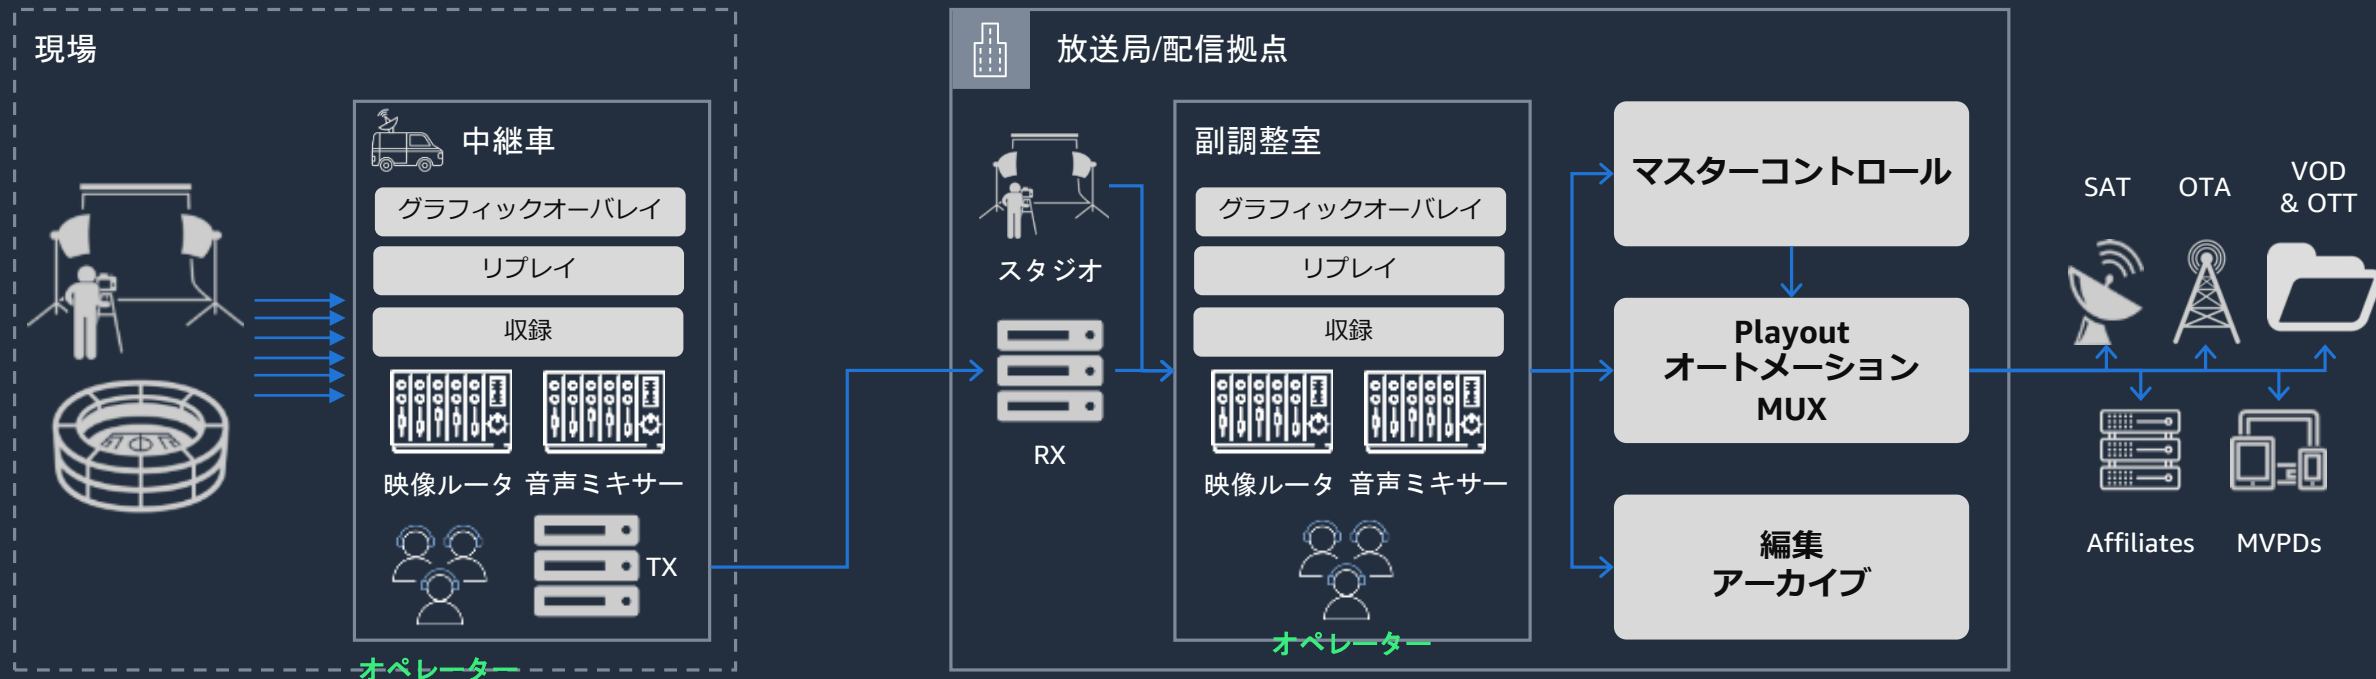 現場
中継車
グラフィックオーバレイ
リプレイ
収録
映像ルータ 音声ミキサー
TX
オペレーター
放送局/配信拠点
スタジオ
RX
副調整室
グラフィックオーバレイ
リプレイ
収録
映像ルータ 音声ミキサー
オペレーター
マスターコントロール
Playout
オートメーション
MUX
編集
アーカイブ
SAT
OTA
VOD
& OTT
Affiliates
MVPDs